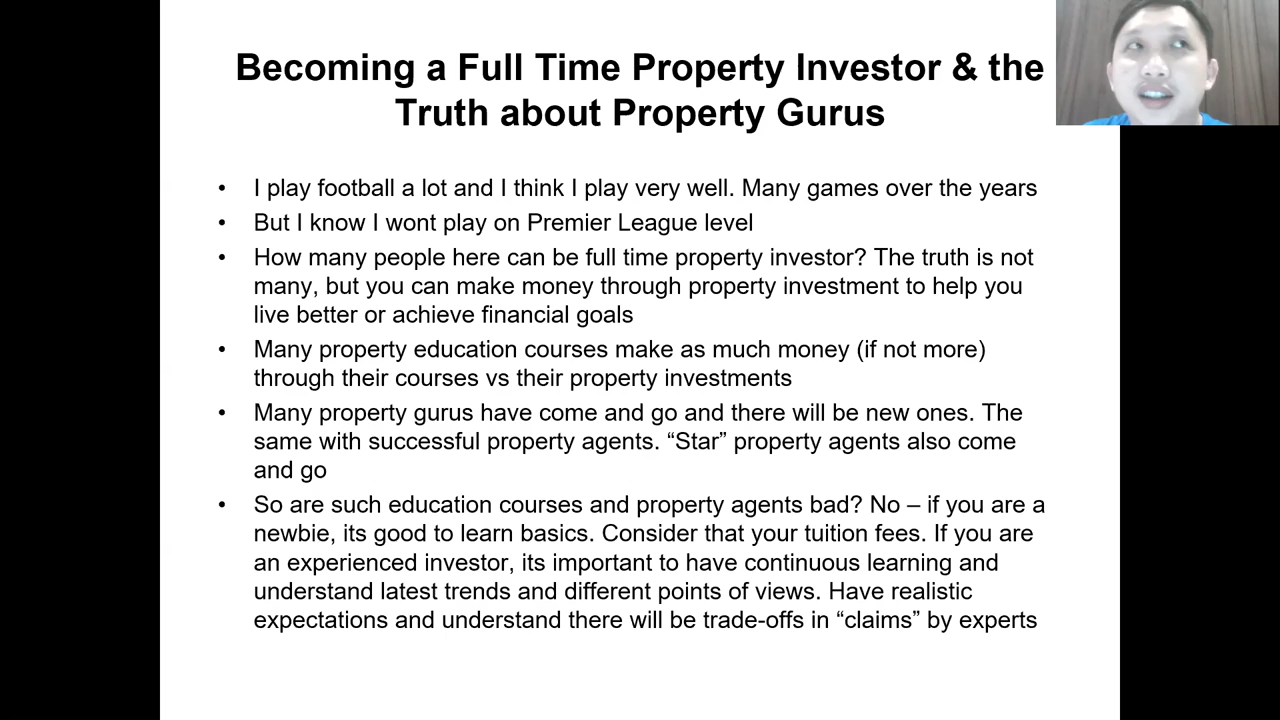 Becoming a Full Time Property Investor & the
Truth about Property Gurus
• I play football a lot and I think I play very well. Many games over the years
• But I know I wont play on Premier League level
• How many people here can be full time property investor? The truth is not
many, but you can make money through property investment to help you
live better or achieve financial goals
• Many property education courses make as much money (if not more)
through their courses vs their property investments
• Many property gurus have come and go and there will be new ones. The
same with successful property agents. “Star” property agents also come
and go
• So are such education courses and property agents bad? No – if you are a
newbie, its good to learn basics. Consider that your tuition fees. If you are
an experienced investor, its important to have continuous learning and
understand latest trends and different points of views. Have realistic
expectations and understand there will be trade-offs in “claims” by experts